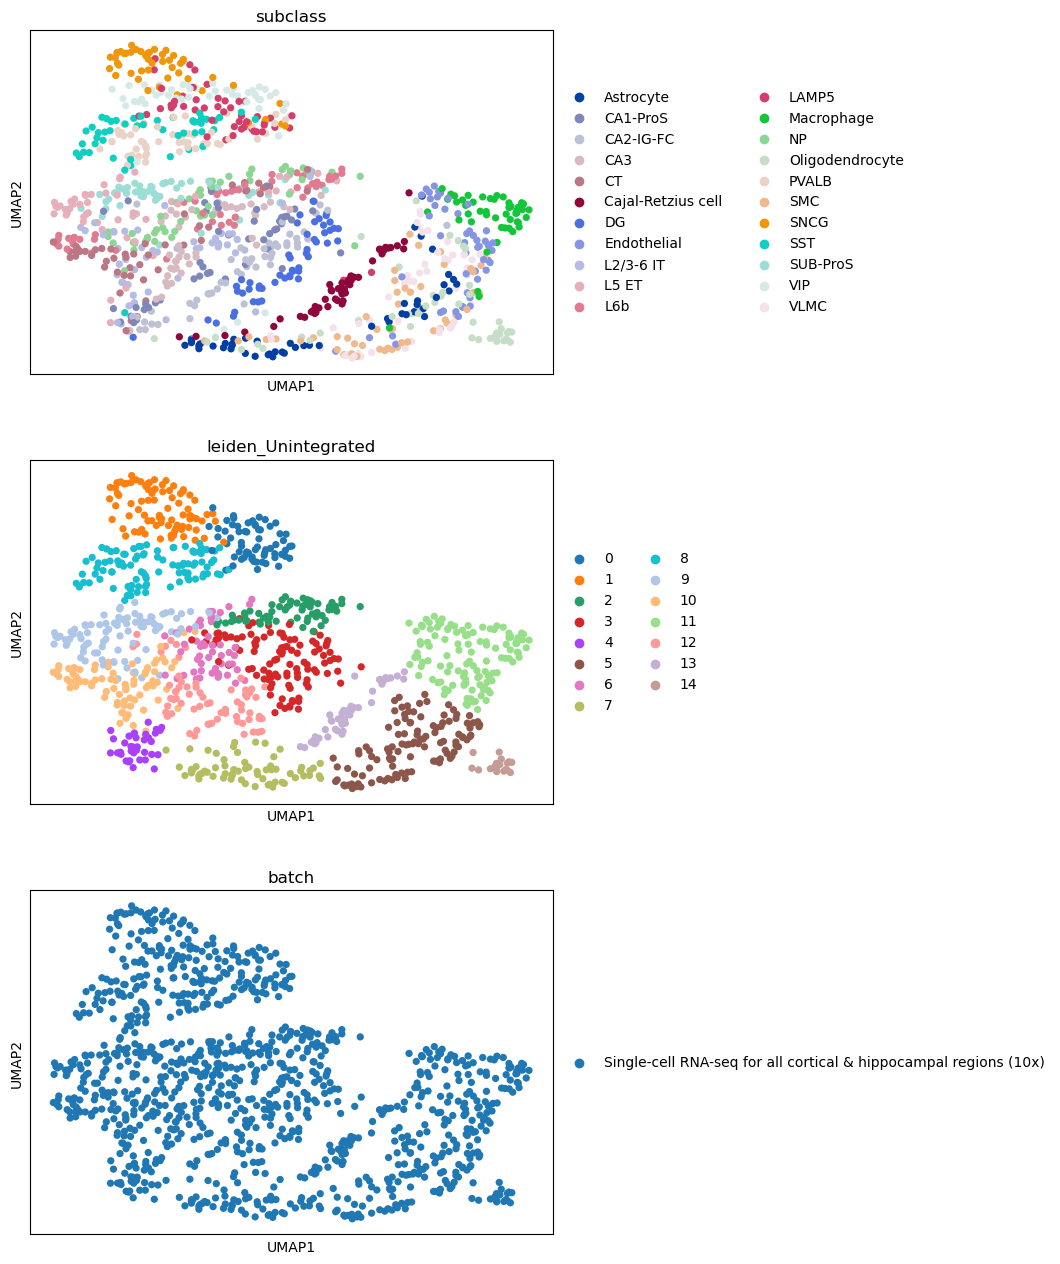 subclass
UMAP2
UMAP1
Astrocyte
CA1-ProS
CA2-IG-FC
CA3
CT
Cajal-Retzius cell
DG
Endothelial
L2/3-6 IT
L5 ET
L6b
LAMP5
Macrophage
NP
Oligodendrocyte
PVALB
SMC
SNCG
SST
SUB-ProS
VIP
VLMC
leiden_Unintegrated
UMAP2
UMAP1
0
1
2
3
4
5
6
7
8
9
10
11
12
13
14
batch
UMAP2
UMAP1
Single-cell RNA-seq for all cortical & hippocampal regions (10x)